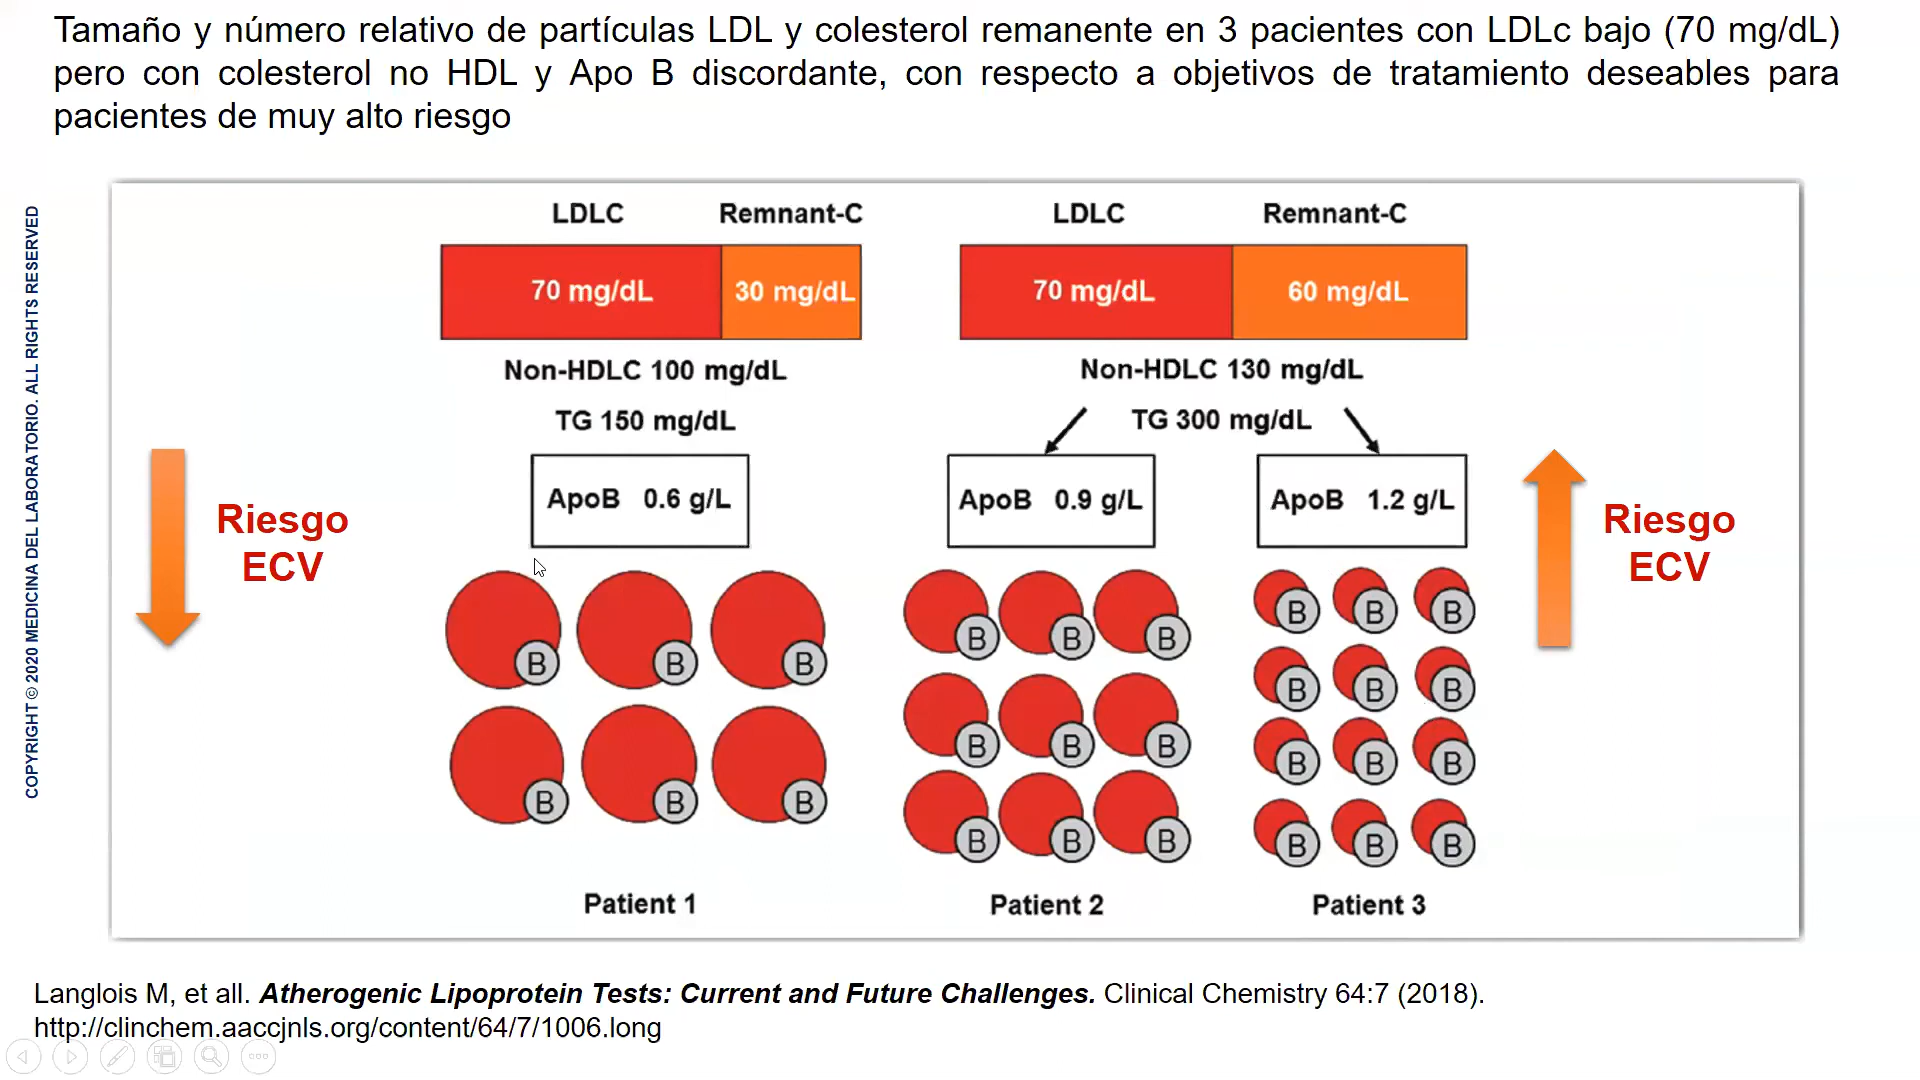 Tamaño y número relativo de partículas LDL y colesterol remanente en 3 pacientes con LDLc bajo (70 mg/dL)
pero con colesterol no HDL y Apo B discordante, con respecto a objetivos de tratamiento deseables para
pacientes de muy alto riesgo
COPYRIGHT © 2020 MEDICINA DEL LABORATORIO. ALL RIGHTS RESERVED
LDLC Remnant-C
70 mg/dL 30 mg/dL
Non-HDLC 100 mg/dL
TG 150 mg/dL
LDLC Remnant-C
70 mg/dL 60 mg/dL
Non-HDLC 130 mg/dL
TG 300 mg/dL
Riesgo
ECV
ApoB 0.6 g/L
ApoB 0.9 g/L
ApoB 1.2 g/L
Riesgo
ECV
B B B
B B B
Patient 1
B B B
B B B
B B B
Patient 2
B B B
B B B
B B B
B B B
Patient 3
Langlois M, et all. Atherogenic Lipoprotein Tests: Current and Future Challenges. Clinical Chemistry 64:7 (2018).
http://clinchem.aaccjnls.org/content/64/7/1006.long